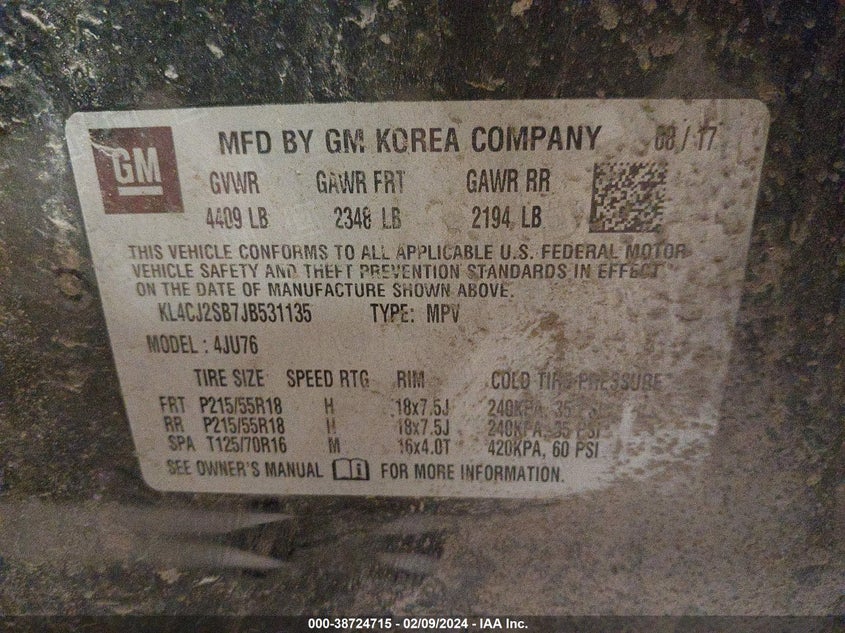 GM
MFD BY GM KOREA COMPANY 08/17
GVWR GAWR FRT GAWR RR
4409 LB 2348 LB 2194 LB
THIS VEHICLE CONFORMS TO ALL APPLICABLE U.S. FEDERAL MOTOR
VEHICLE SAFETY AND THEFT PREVENTION STANDARDS IN EFFECT
ON THE DATE OF MANUFACTURE SHOWN ABOVE.
KL4CJ2SB7JB531135 TYPE: MPV
MODEL : 4JU76
TIRE SIZE SPEED RTG RIM COLD TIRE PRESSURE
FRT P215/55R18 H 18x7.5J 240KPA, 35 PSI
RR P215/55R18 H 18x7.5J 240KPA, 35 PSI
SPA T125/70R16 M 16x4.0T 420KPA, 60 PSI
SEE OWNER'S MANUAL FOR MORE INFORMATION.
000-38724715 - 02/09/2024 - IAA Inc.